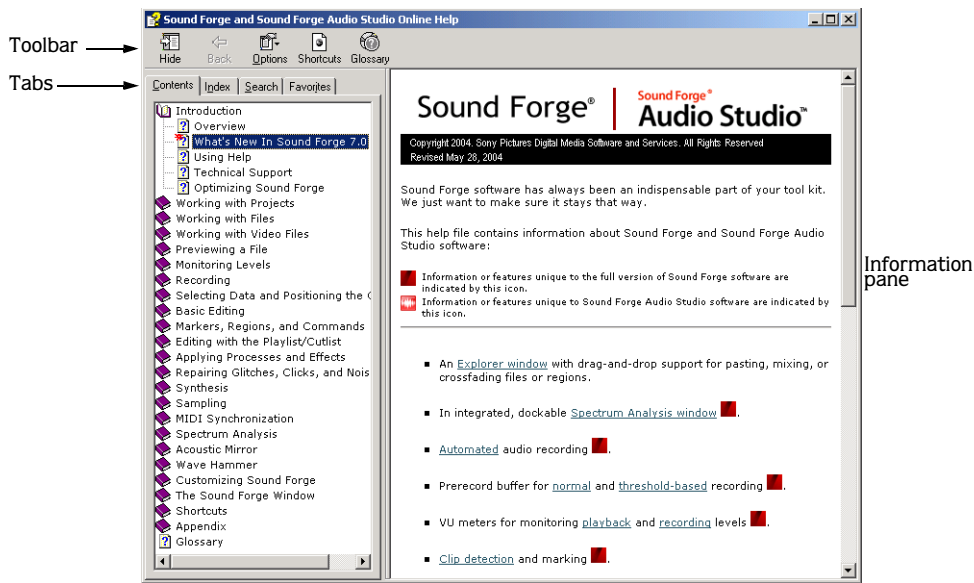 Sound Forge and Sound Forge Audio Studio Online Help
Toolbar
Hide
Back
Options
Shortcuts
Glossary
Tabs
Contents
Index
Search
Favorites
Introduction
Overview
What's New In Sound Forge 7.0
Using Help
Technical Support
Optimizing Sound Forge
Working with Projects
Working with Files
Working with Video Files
Previewing a File
Monitoring Levels
Recording
Selecting Data and Positioning the C
Basic Editing
Markers, Regions, and Commands
Editing with the Playlist/Cutlist
Applying Processes and Effects
Repairing Glitches, Clicks, and Nois
Synthesis
Sampling
MIDI Synchronization
Spectrum Analysis
Acoustic Mirror
Wave Hammer
Customizing Sound Forge
The Sound Forge Window
Shortcuts
Appendix
Glossary
Sound Forge®
Sound Forge®
Audio Studio™
Copyright 2004. Sony Pictures Digital Media Software and Services. All Rights Reserved
Revised May 28, 2004
Sound Forge software has always been an indispensable part of your tool kit.
We just want to make sure it stays that way.
This help file contains information about Sound Forge and Sound Forge Audio
Studio software:
Information or features unique to the full version of Sound Forge software are
indicated by this icon.
Information or features unique to Sound Forge Audio Studio software are indicated by
this icon.
An Explorer window with drag-and-drop support for pasting, mixing, or
crossfading files or regions.
In integrated, dockable Spectrum Analysis window .
Automated audio recording .
Prerecord buffer for normal and threshold-based recording .
VU meters for monitoring playback and recording levels .
Clip detection and marking .
Information
pane